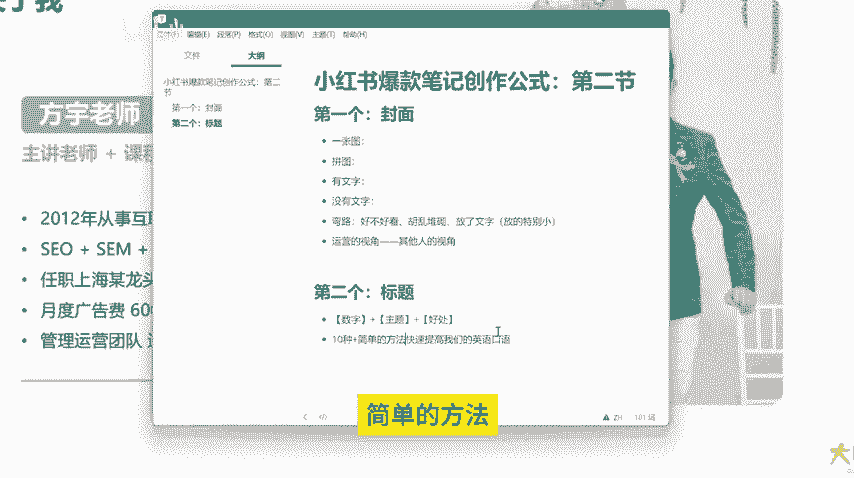 关于我
方宇老师
主讲老师 + 课程
2012年从事互联
SEO + SEM +
任职上海某龙头
月度广告费 60
管理运营团队
文件(F) 编辑(E) 段落(P) 格式(O) 视图(V) 主题(T) 帮助(H)
文件 大纲
小红书爆款笔记创作公式：第二节
第一个：封面
第二个：标题
小红书爆款笔记创作公式：第二节
第一个：封面
一张图：
拼图：
有文字：
没有文字：
弯路：好不好看、胡乱堆砌、放了文字（放的特别小）
运营的视角——其他人的视角
第二个：标题
【数字】+【主题】+【好处】
10种+简单的方法快速提高我们的英语口语
ZH 101 词
简单的方法